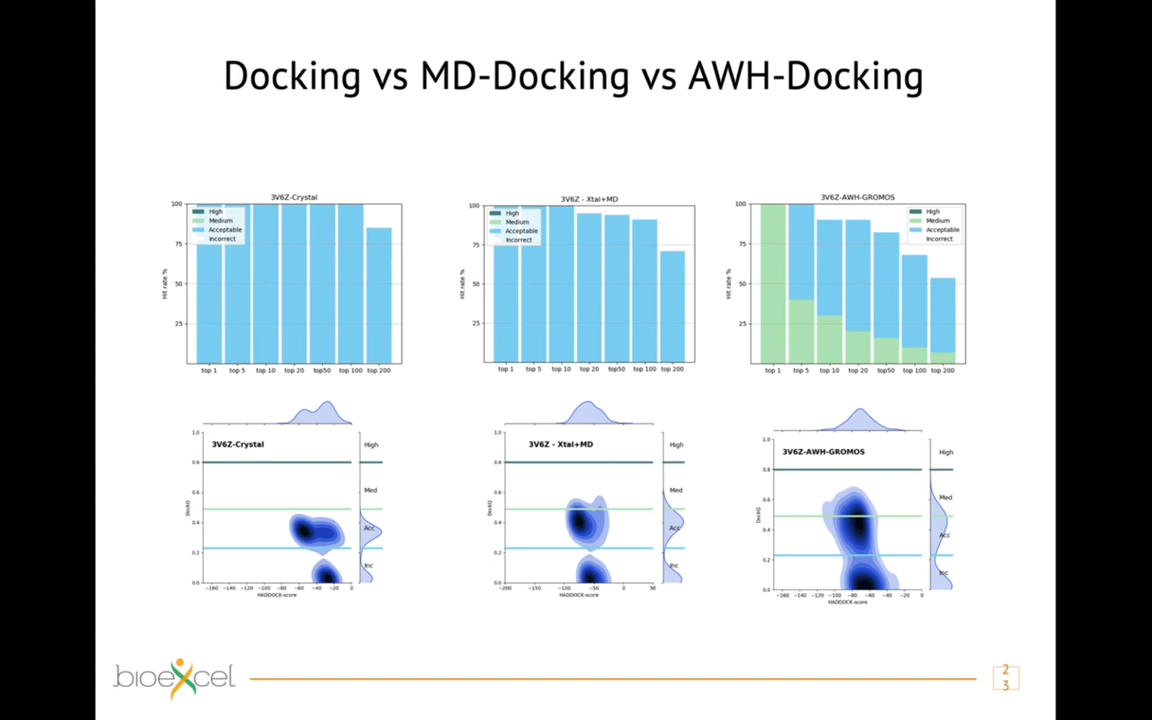 Docking vs MD-Docking vs AWH-Docking
3V6Z-Crystal
100
75
50
25
Hit rate %
High
Medium
Acceptable
Incorrect
top 1 top 5 top 10 top 20 top50 top 100 top 200
3V6Z - Xtal+MD
100
75
50
25
Hit rate %
High
Medium
Acceptable
Incorrect
top 1 top 5 top 10 top 20 top50 top 100 top 200
3V6Z-AWH-GROMOS
100
75
50
25
Hit rate %
High
Medium
Acceptable
Incorrect
top 1 top 5 top 10 top 20 top50 top 100 top 200
3V6Z-Crystal
1.0
0.8
0.6
0.4
0.2
0.0
DockQ
High
Med
Acc
Inc
−160 −140 −120 −100 −80 −60 −40 −20 0
HADDOCK-score
3V6Z - Xtal+MD
1.0
0.8
0.6
0.4
0.2
0.0
DockQ
High
Med
Acc
Inc
−200 −150 −100 −50 0 50
HADDOCK-score
3V6Z-AWH-GROMOS
1.0
0.8
0.6
0.4
0.2
0.0
DockQ
High
Med
Acc
Inc
−160 −140 −120 −100 −80 −60 −40 −20 0
HADDOCK-score
bioexcel
2
3